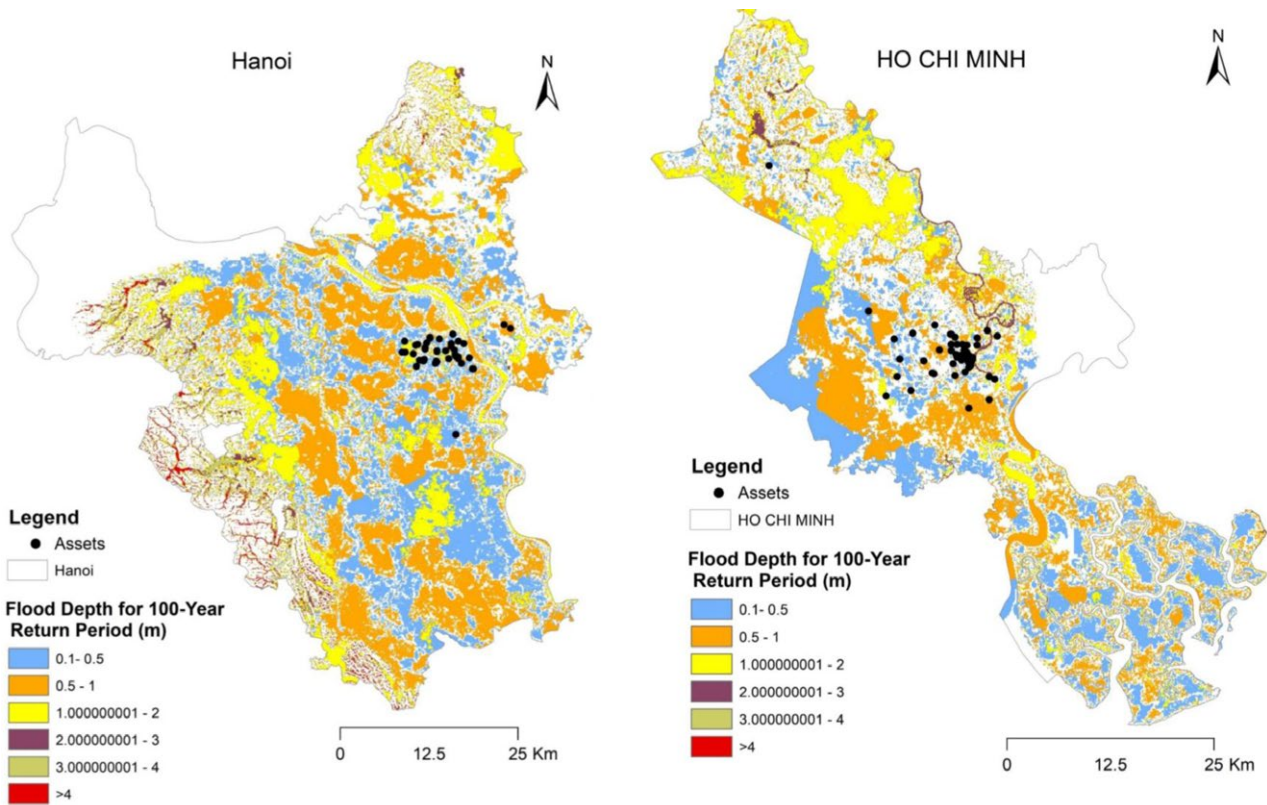 Hanoi
N
Legend
Assets
Hanoi
Flood Depth for 100-Year
Return Period (m)
0.1- 0.5
0.5 - 1
1.000000001 - 2
2.000000001 - 3
3.000000001 - 4
>4
0 12.5 25 Km
HO CHI MINH
N
Legend
Assets
HO CHI MINH
Flood Depth for 100-Year
Return Period (m)
0.1- 0.5
0.5 - 1
1.000000001 - 2
2.000000001 - 3
3.000000001 - 4
>4
0 12.5 25 Km